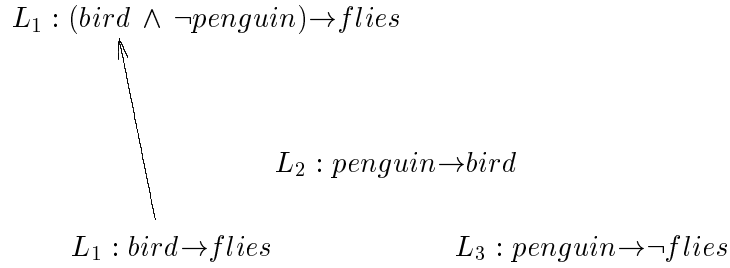 L₁ : (bird ∧ ¬penguin)→flies
L₂ : penguin→bird
L₁ : bird→flies
L₃ : penguin→¬flies